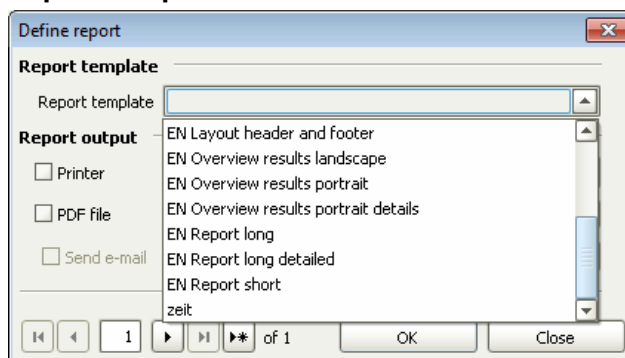 Define report
Report template
Report template
EN Layout header and footer
Report output
EN Overview results landscape
Printer
EN Overview results portrait
PDF file
EN Overview results portrait details
EN Report long
Send e-mail
EN Report long detailed
EN Report short
zeit
1 of 1 OK Close